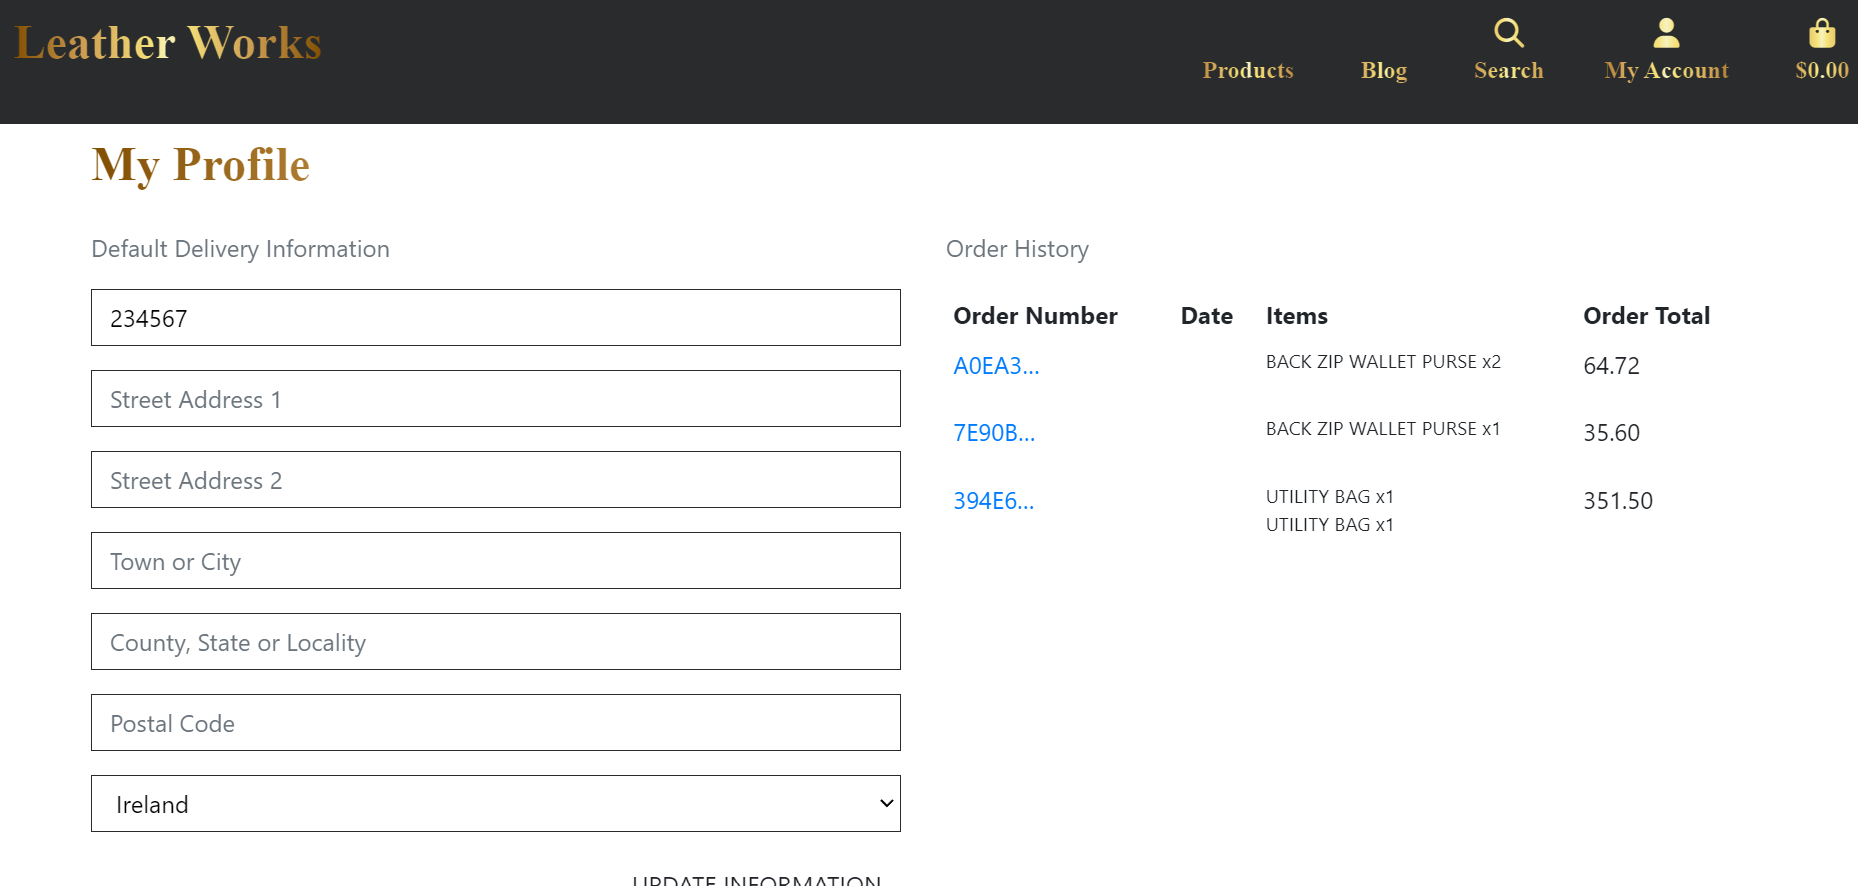 Leather Works
Products
Blog
Search
My Account
$0.00
My Profile
Default Delivery Information
234567
Street Address 1
Street Address 2
Town or City
County, State or Locality
Postal Code
Ireland
UPDATE INFORMATION
Order History
Order Number Date Items Order Total
A0EA3... BACK ZIP WALLET PURSE x2 64.72
7E90B... BACK ZIP WALLET PURSE x1 35.60
394E6... UTILITY BAG x1 351.50
UTILITY BAG x1